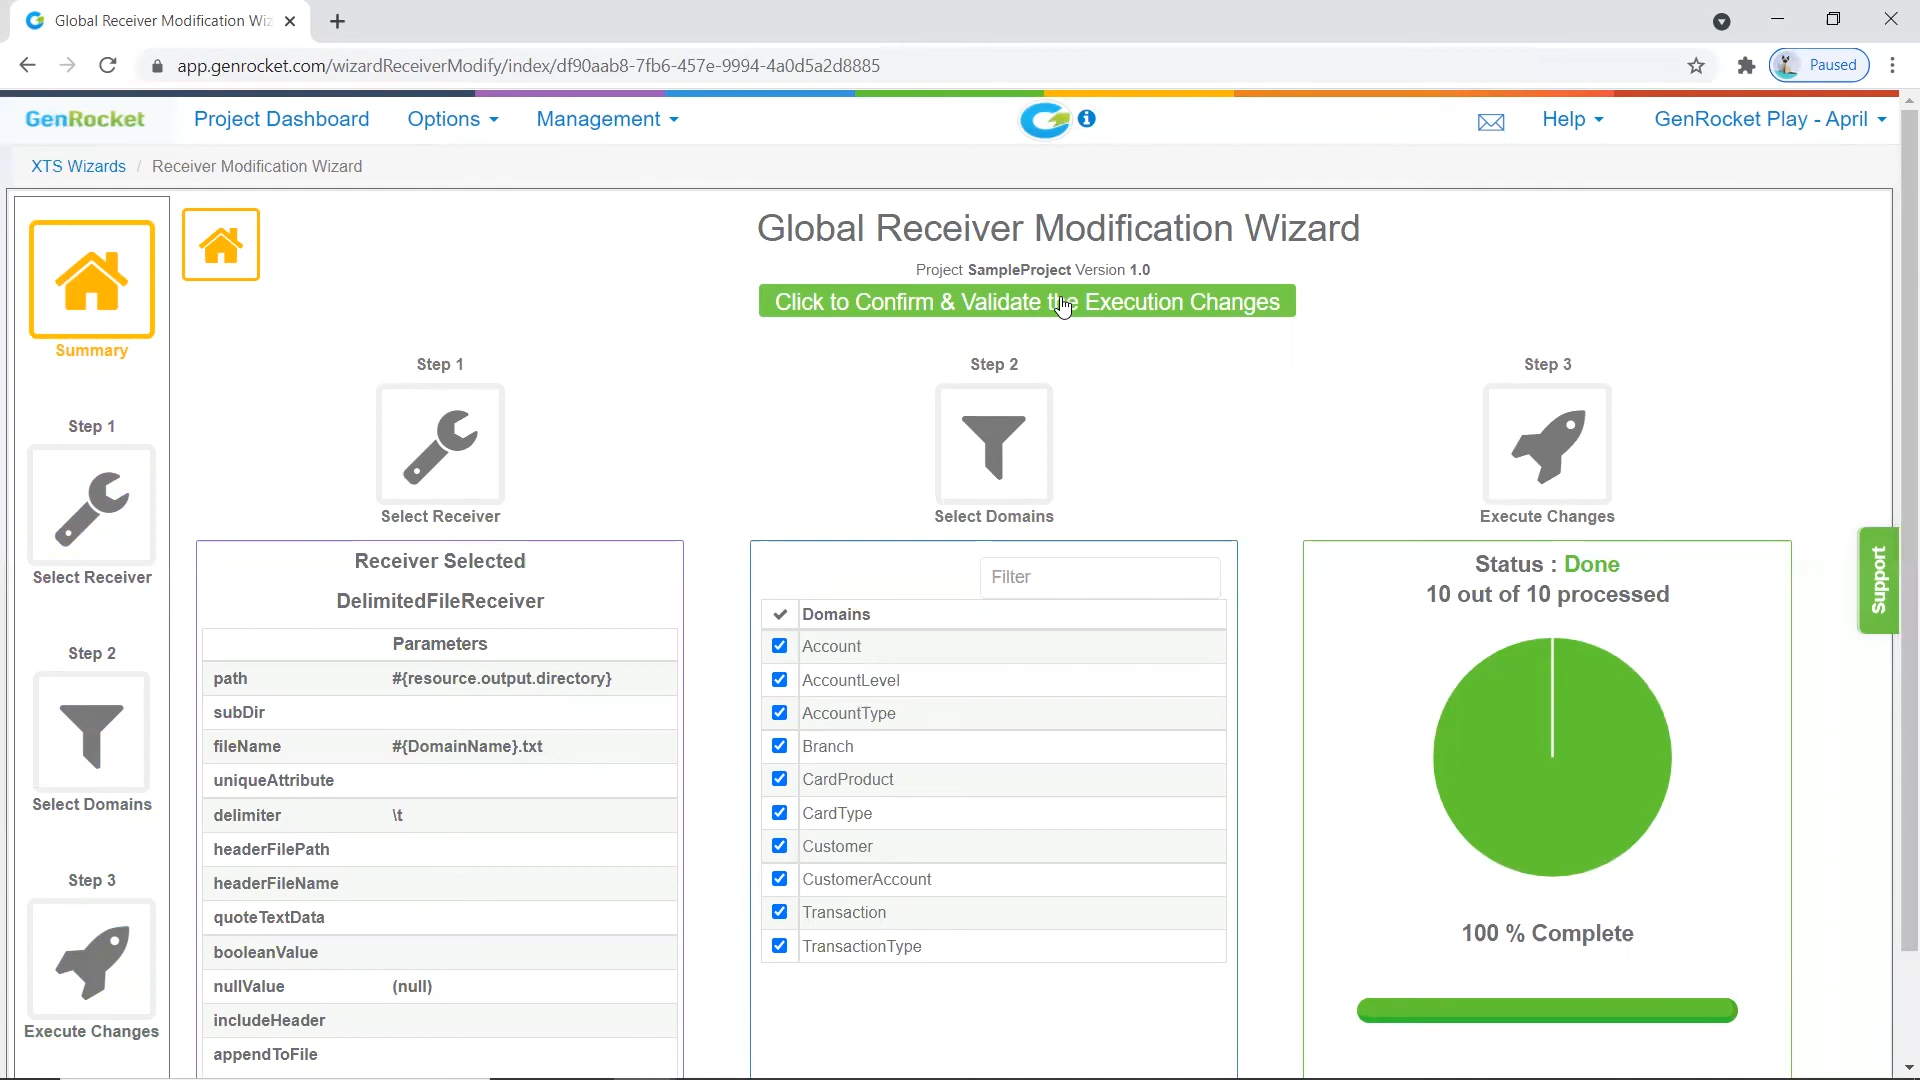 Global Receiver Modification Wiz
app.genrocket.com/wizardReceiverModify/index/df90aab8-7fb6-457e-9994-4a0d5a2d8885
Paused
GenRocket
Project Dashboard
Options
Management
Help
GenRocket Play - April
XTS Wizards / Receiver Modification Wizard
Summary
Step 1
Select Receiver
Step 2
Select Domains
Step 3
Execute Changes
Global Receiver Modification Wizard
Project SampleProject Version 1.0
Click to Confirm & Validate the Execution Changes
Step 1
Select Receiver
Receiver Selected
DelimitedFileReceiver
Parameters
path #{resource.output.directory}
subDir
fileName #{DomainName}.txt
uniqueAttribute
delimiter \t
headerFilePath
headerFileName
quoteTextData
booleanValue
nullValue (null)
includeHeader
appendToFile
Step 2
Select Domains
Filter
Domains
Account
AccountLevel
AccountType
Branch
CardProduct
CardType
Customer
CustomerAccount
Transaction
TransactionType
Step 3
Execute Changes
Status : Done
10 out of 10 processed
100 % Complete
Support